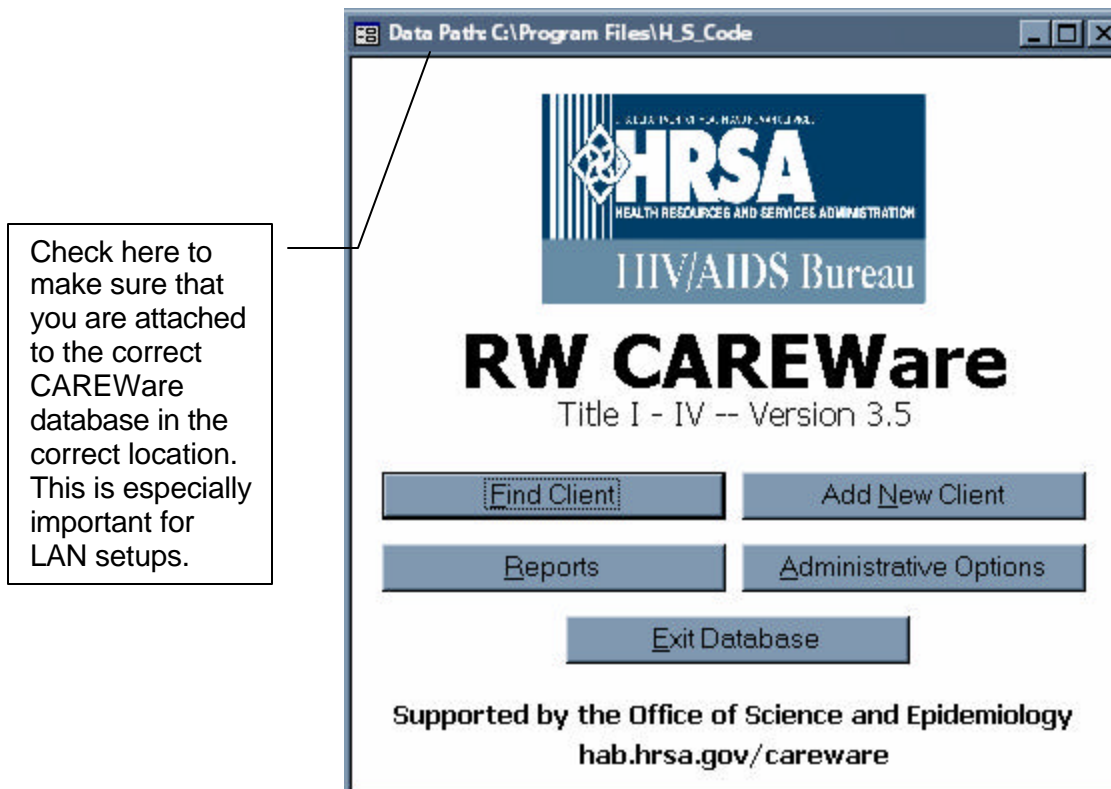 Data Path: C:\Program Files\H_S_Code
Check here to
make sure that
you are attached
to the correct
CAREWare
database in the
correct location.
This is especially
important for
LAN setups.
HRSA
HEALTH RESOURCES AND SERVICES ADMINISTRATION
HIV/AIDS Bureau
RW CAREWare
Title I - IV -- Version 3.5
Find Client
Add New Client
Reports
Administrative Options
Exit Database
Supported by the Office of Science and Epidemiology
hab.hrsa.gov/careware